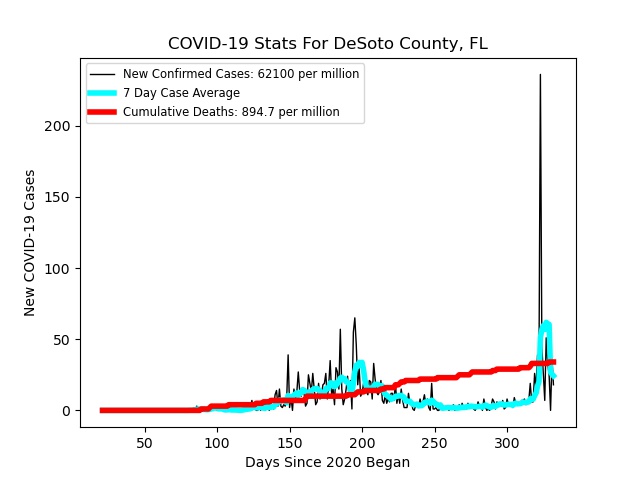 COVID-19 Stats For DeSoto County, FL
New Confirmed Cases: 62100 per million
7 Day Case Average
Cumulative Deaths: 894.7 per million
New COVID-19 Cases
200
150
100
50
0
50 100 150 200 250 300
Days Since 2020 Began